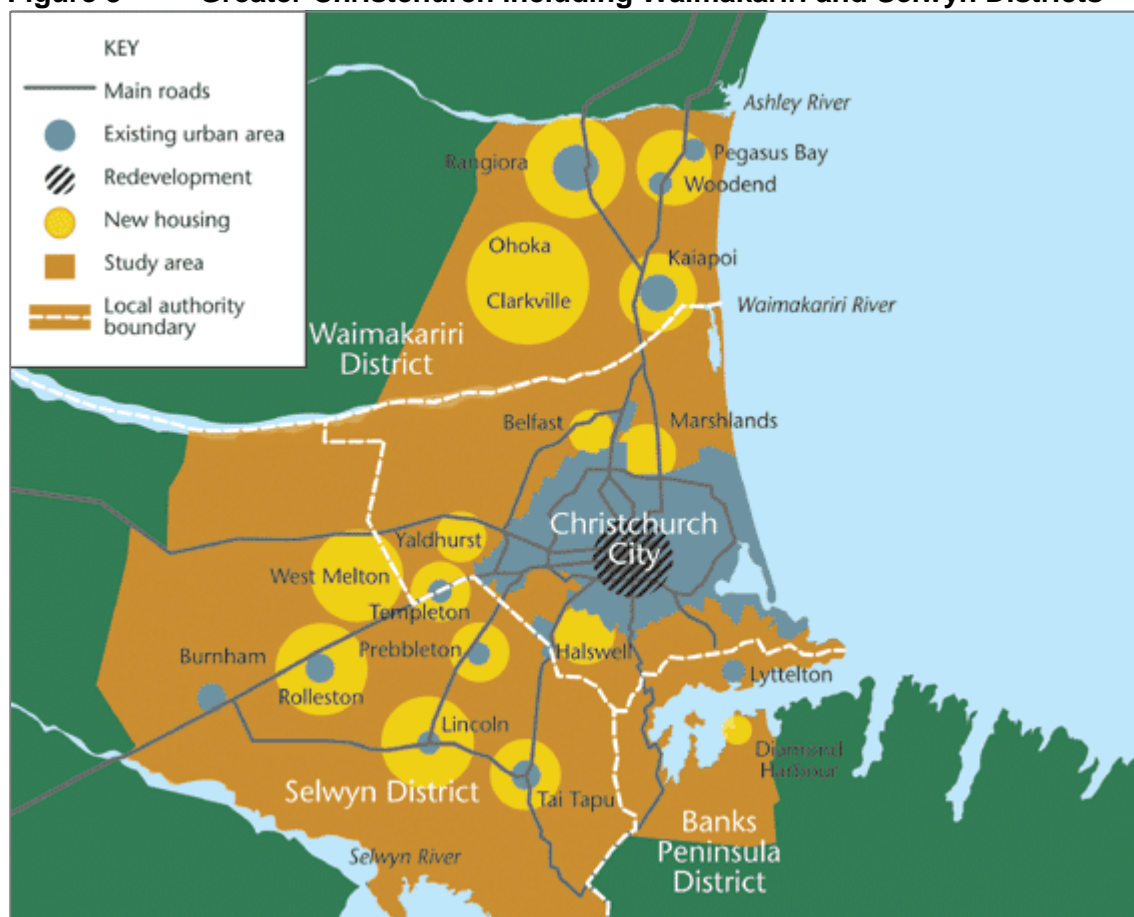 Figure 3 Greater Christchurch including Waimakariri and Selwyn Districts
KEY
Main roads
Existing urban area
Redevelopment
New housing
Study area
Local authority
boundary
Ashley River
Rangiora
Pegasus Bay
Woodend
Ohoka
Kaiapoi
Clarkville
Waimakariri River
Waimakariri
District
Belfast
Marshlands
Christchurch
City
Yaldhurst
West Melton
Templeton
Prebbleton
Halswell
Burnham
Rolleston
Lyttelton
Lincoln
Diamond
Harbour
Selwyn District
Tai Tapu
Banks
Peninsula
District
Selwyn River